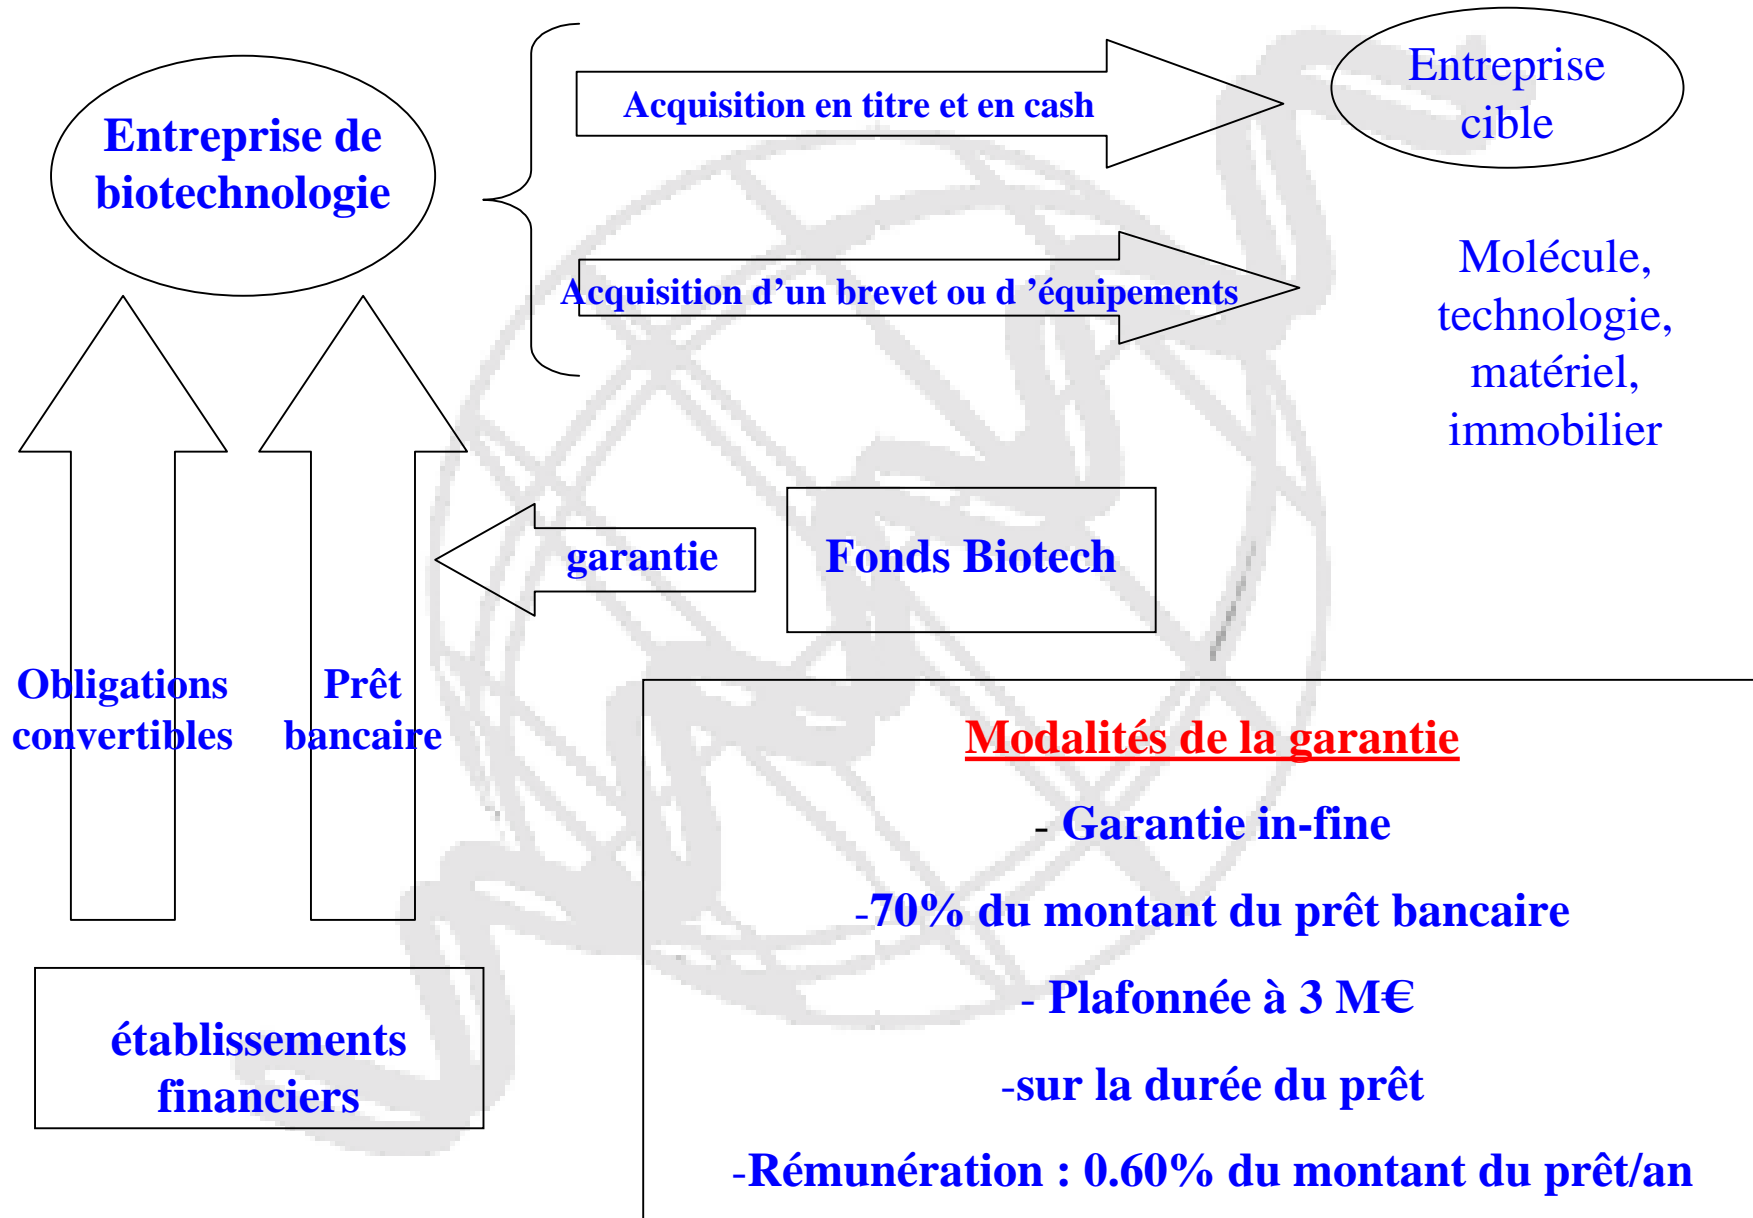 Entreprise de
biotechnologie
Acquisition en titre et en cash
Entreprise
cible
Acquisition d’un brevet ou d ’équipements
Molécule,
technologie,
matériel,
immobilier
garantie
Fonds Biotech
Obligations
convertibles
Prêt
bancaire
établissements
financiers
Modalités de la garantie
- Garantie in-fine
-70% du montant du prêt bancaire
- Plafonnée à 3 M€
-sur la durée du prêt
-Rémunération : 0.60% du montant du prêt/an